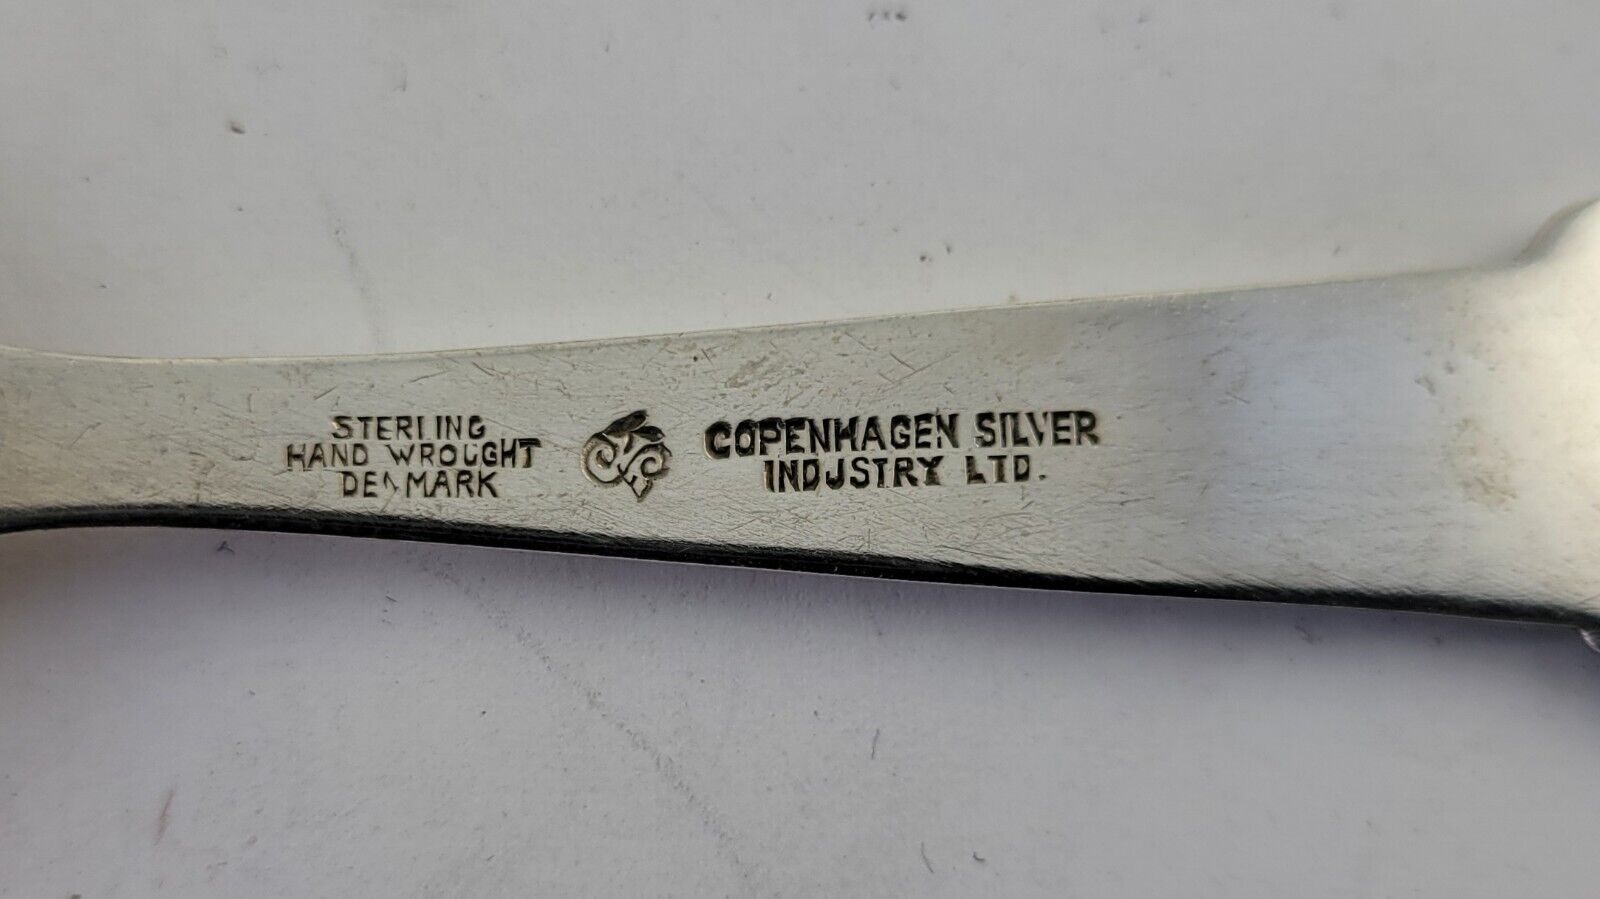 STERLING
HAND WROUGHT
DENMARK
COPENHAGEN SILVER
INDUSTRY LTD.